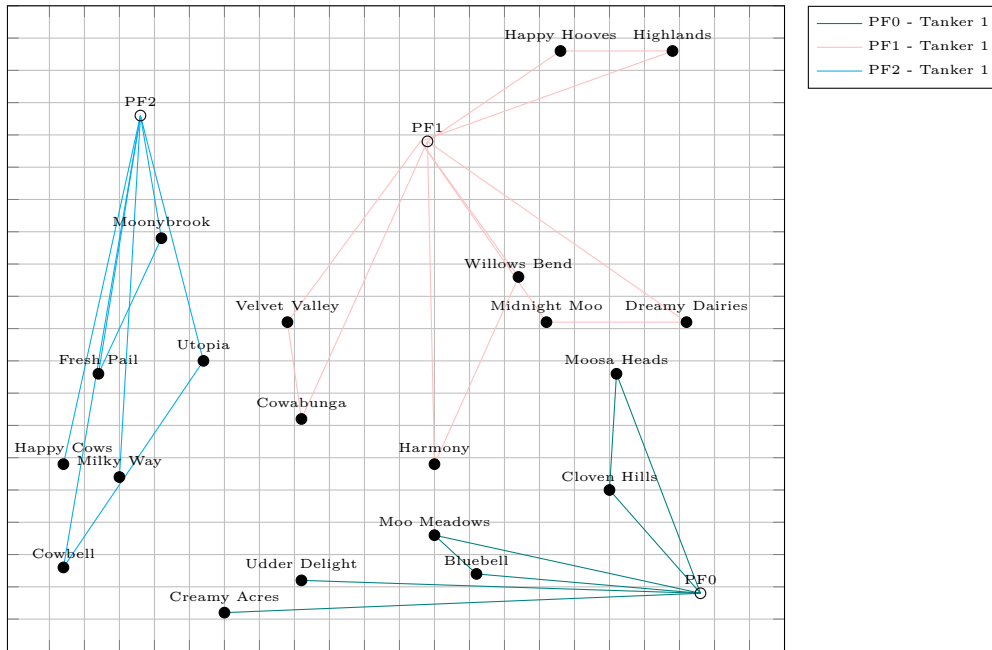 PF0 - Tanker 1
PF1 - Tanker 1
PF2 - Tanker 1
Happy Hooves
Highlands
PF2
PF1
Moonybrook
Willows Bend
Velvet Valley
Midnight Moo
Dreamy Dairies
Utopia
Fresh Pail
Moosa Heads
Cowabunga
Happy Cows
Harmony
Milky Way
Cloven Hills
Moo Meadows
Cowbell
Udder Delight
Bluebell
PF0
Creamy Acres